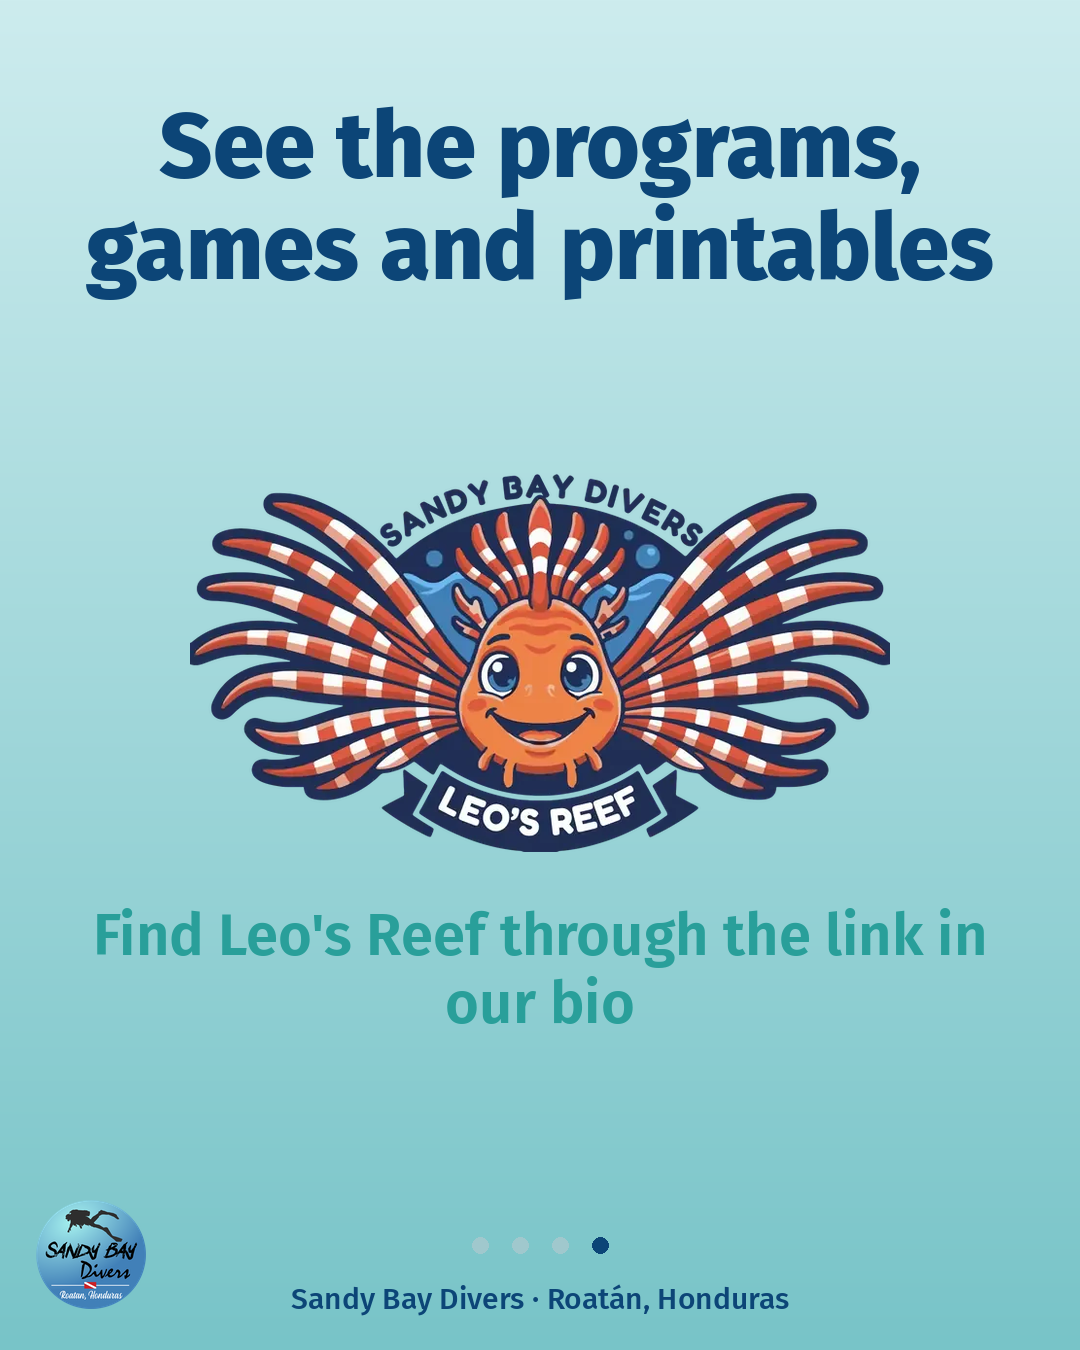 See the programs,
games and printables
SANDY BAY DIVERS
LEO'S REEF
Find Leo's Reef through the link in
our bio
SANDY BAY
Divers
Roatan, Honduras
Sandy Bay Divers · Roatán, Honduras